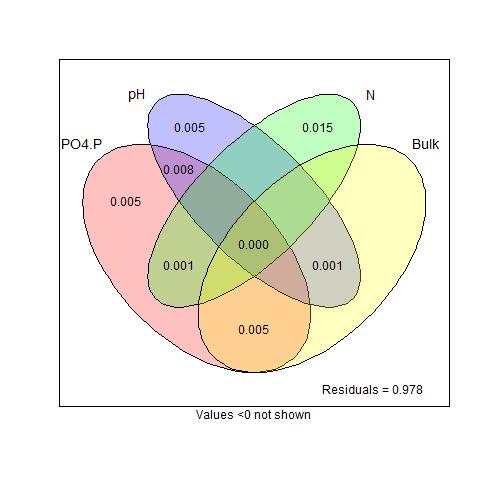 pH
N
PO4.P
Bulk
0.005
0.015
0.008
0.005
0.000
0.001
0.001
0.005
Residuals = 0.978
Values <0 not shown